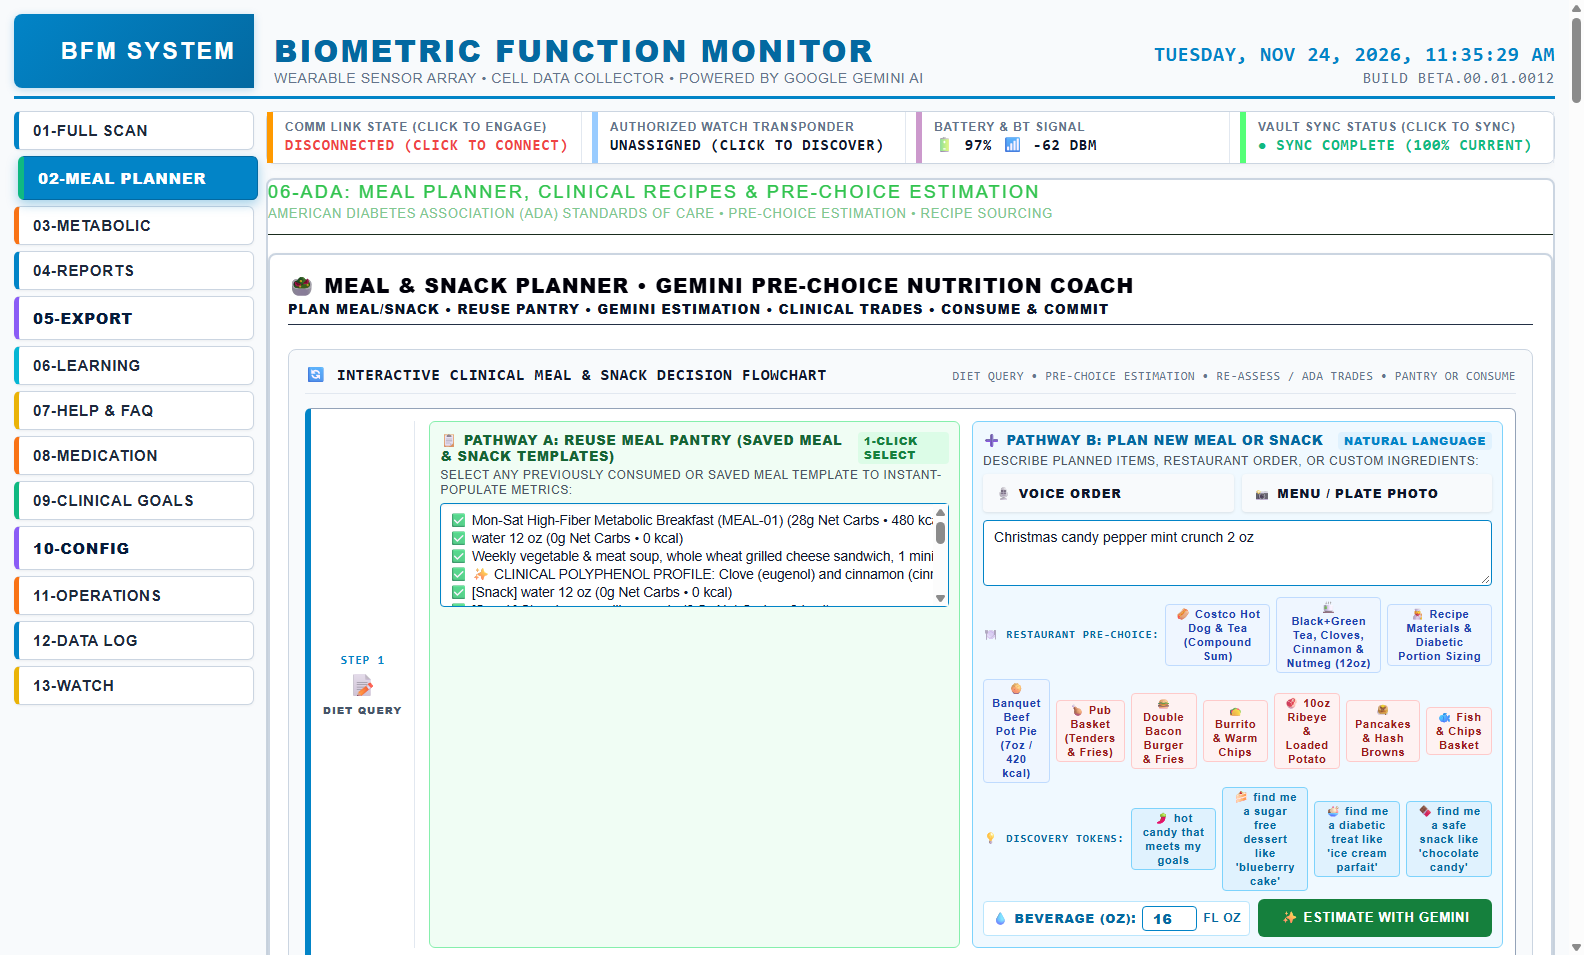 BFM SYSTEM
BIOMETRIC FUNCTION MONITOR
WEARABLE SENSOR ARRAY • CELL DATA COLLECTOR • POWERED BY GOOGLE GEMINI AI
TUESDAY, NOV 24, 2026, 11:35:29 AM
BUILD BETA.00.01.0012
01-FULL SCAN
02-MEAL PLANNER
03-METABOLIC
04-REPORTS
05-EXPORT
06-LEARNING
07-HELP & FAQ
08-MEDICATION
09-CLINICAL GOALS
10-CONFIG
11-OPERATIONS
12-DATA LOG
13-WATCH
COMM LINK STATE (CLICK TO ENGAGE)
DISCONNECTED (CLICK TO CONNECT)
AUTHORIZED WATCH TRANSPONDER
UNASSIGNED (CLICK TO DISCOVER)
BATTERY & BT SIGNAL
🔋 97% 📶 -62 DBM
VAULT SYNC STATUS (CLICK TO SYNC)
● SYNC COMPLETE (100% CURRENT)
06-ADA: MEAL PLANNER, CLINICAL RECIPES & PRE-CHOICE ESTIMATION
AMERICAN DIABETES ASSOCIATION (ADA) STANDARDS OF CARE • PRE-CHOICE ESTIMATION • RECIPE SOURCING
MEAL & SNACK PLANNER • GEMINI PRE-CHOICE NUTRITION COACH
PLAN MEAL/SNACK • REUSE PANTRY • GEMINI ESTIMATION • CLINICAL TRADES • CONSUME & COMMIT
INTERACTIVE CLINICAL MEAL & SNACK DECISION FLOWCHART
DIET QUERY • PRE-CHOICE ESTIMATION • RE-ASSESS / ADA TRADES • PANTRY OR CONSUME
STEP 1
DIET QUERY
PATHWAY A: REUSE MEAL PANTRY (SAVED MEAL
& SNACK TEMPLATES)
1-CLICK
SELECT
SELECT ANY PREVIOUSLY CONSUMED OR SAVED MEAL TEMPLATE TO INSTANT-
POPULATE METRICS:
✅ Mon-Sat High-Fiber Metabolic Breakfast (MEAL-01) (28g Net Carbs • 480 kc
✅ water 12 oz (0g Net Carbs • 0 kcal)
✅ Weekly vegetable & meat soup, whole wheat grilled cheese sandwich, 1 mini
✅ ✨ CLINICAL POLYPHENOL PROFILE: Clove (eugenol) and cinnamon (cinn
✅ [Snack] water 12 oz (0g Net Carbs • 0 kcal)
PATHWAY B: PLAN NEW MEAL OR SNACK
NATURAL LANGUAGE
DESCRIBE PLANNED ITEMS, RESTAURANT ORDER, OR CUSTOM INGREDIENTS:
VOICE ORDER
MENU / PLATE PHOTO
Christmas candy pepper mint crunch 2 oz
RESTAURANT PRE-CHOICE:
Costco Hot
Dog & Tea
(Compound
Sum)
Black+Green
Tea, Cloves,
Cinnamon &
Nutmeg (12oz)
Recipe
Materials &
Diabetic
Portion Sizing
Banquet
Beef
Pot Pie
(7oz /
420
kcal)
Pub
Basket
(Tenders
& Fries)
Double
Bacon
Burger
& Fries
Burrito
& Warm
Chips
10oz
Ribeye
&
Loaded
Potato
Pancakes
& Hash
Browns
Fish
& Chips
Basket
DISCOVERY TOKENS:
hot
candy that
meets my
goals
find me
a sugar
free
dessert
like
'blueberry
cake'
find me
a diabetic
treat like
'ice cream
parfait'
find me
a safe
snack like
'chocolate
candy'
BEVERAGE (OZ): 16 FL OZ
✨ ESTIMATE WITH GEMINI